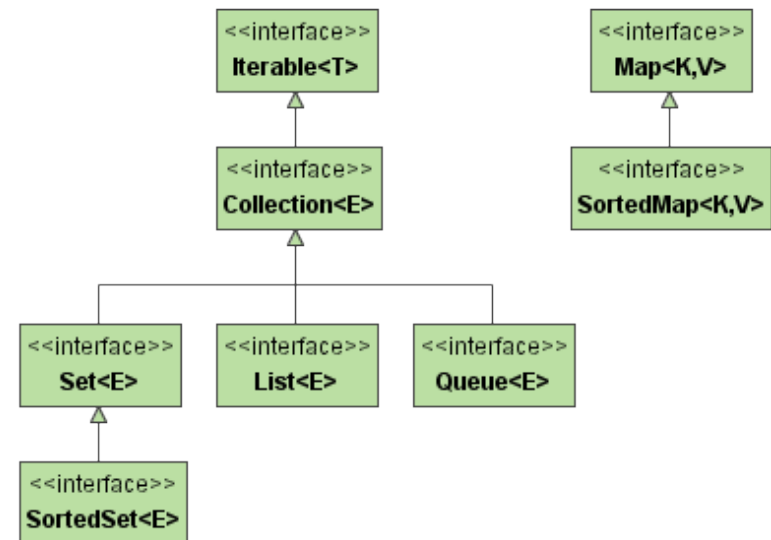 <<interface>>
Iterable<T>
<<interface>>
Map<K,V>
<<interface>>
Collection<E>
<<interface>>
SortedMap<K,V>
<<interface>>
Set<E>
<<interface>>
List<E>
<<interface>>
Queue<E>
<<interface>>
SortedSet<E>